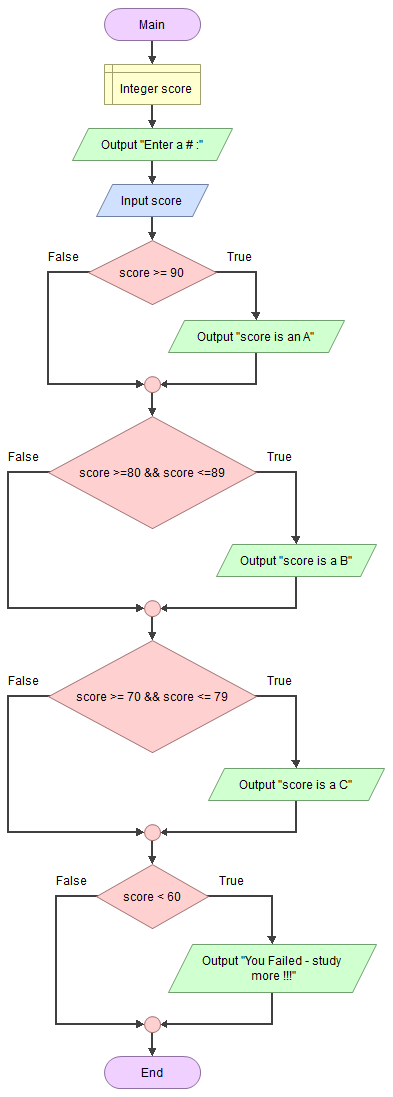 Main
Integer score
Output "Enter a # :"
Input score
False
True
score >= 90
Output "score is an A"
False
True
score >=80 && score <=89
Output "score is a B"
False
True
score >= 70 && score <= 79
Output "score is a C"
False
True
score < 60
Output "You Failed - study
more !!!"
End